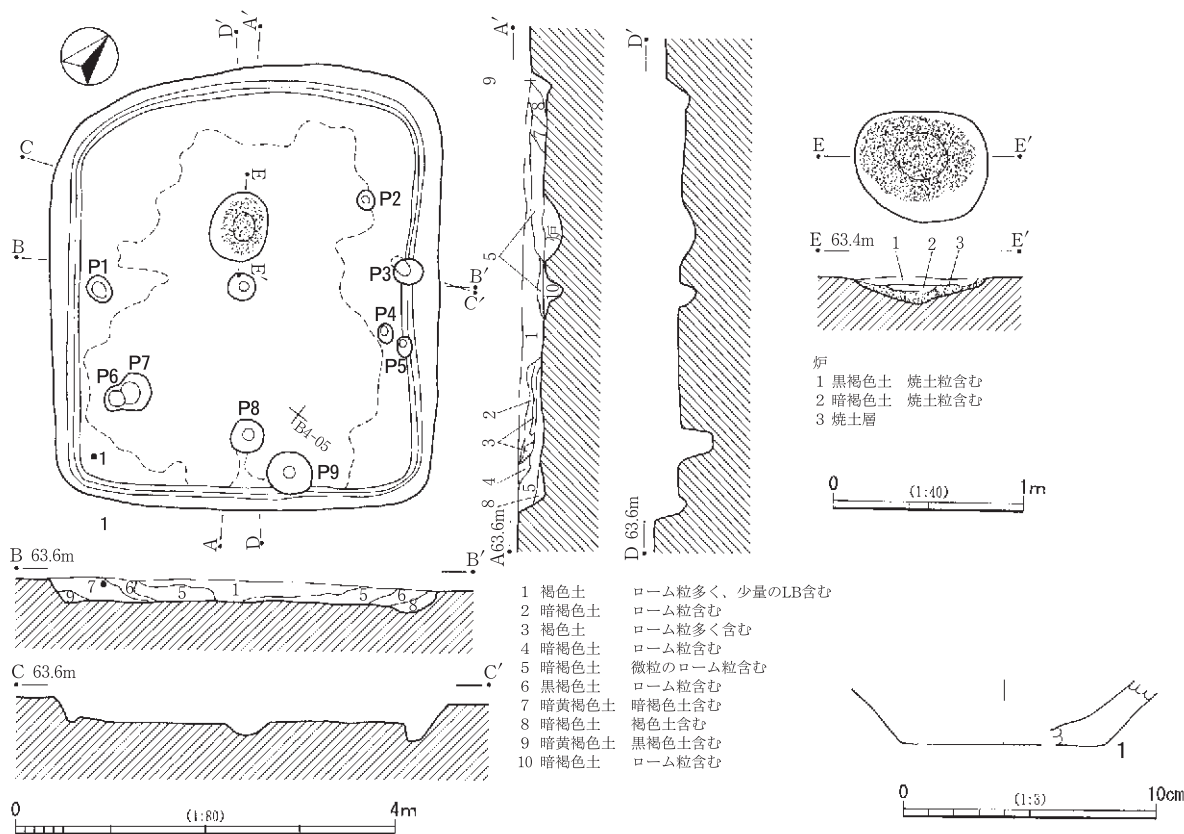 D′
A′
C
B
E
P2
P1
E′
P3
B′
C′
P4
P5
P7
P6
P8
B4-05
P9
1
1
A
D
A′
9
8
7
炉
5
10
1
2
3
4
5
8
A 63.6m
D′
D 63.6m
E
E′
E 63.4m
1
2
3
E′
炉
1 黒褐色土 焼土粒含む
2 暗褐色土 焼土粒含む
3 焼土層
0 (1:40) 1m
B 63.6m
B′
9
7
6
5
1
5
6
8
C 63.6m
C′
0 (1:80) 4m
1 褐色土 ローム粒多く、少量のLB含む
2 暗褐色土 ローム粒含む
3 褐色土 ローム粒多く含む
4 暗褐色土 ローム粒含む
5 暗褐色土 微粒のローム粒含む
6 黒褐色土 ローム粒含む
7 暗黄褐色土 暗褐色土含む
8 暗褐色土 褐色土含む
9 暗黄褐色土 黒褐色土含む
10 暗褐色土 ローム粒含む
1
0 (1:3) 10cm